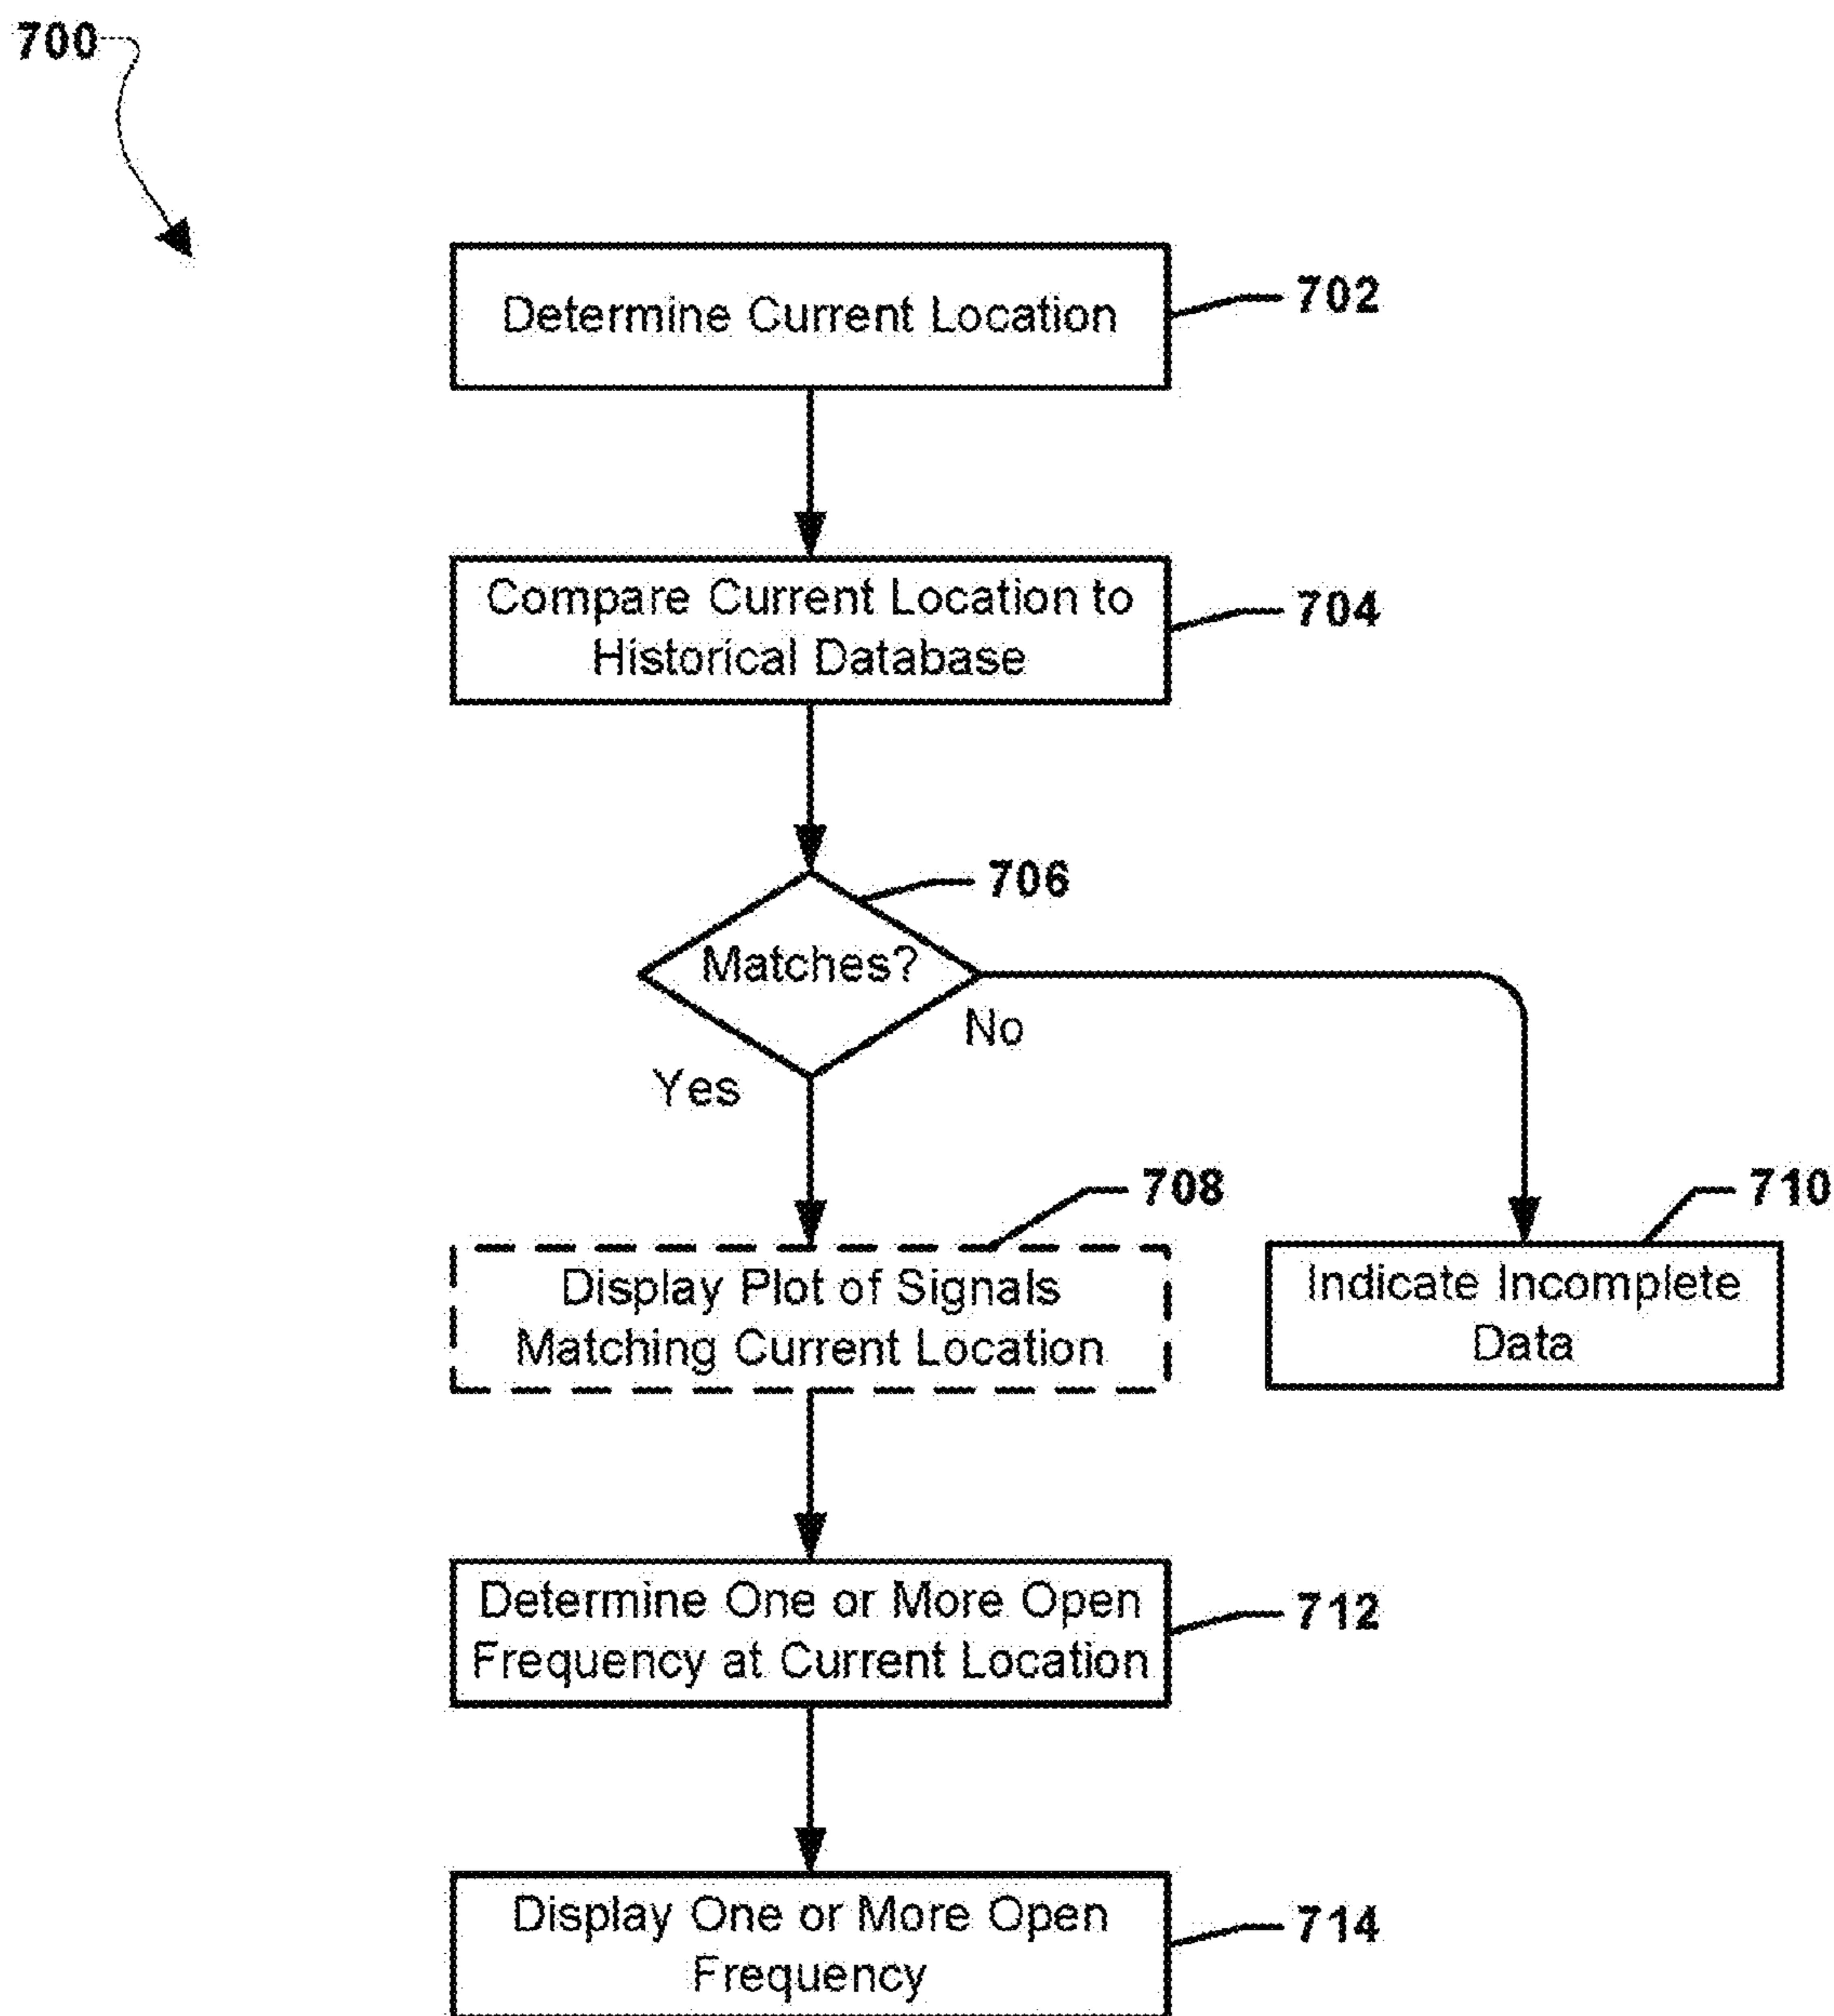 700
Determine Current Location
702
Compare Current Location to
Historical Database
704
706
Matches?
No
Yes
708
710
Display Plot of Signals
Matching Current Location
Indicate Incomplete
Data
Determine One or More Open
Frequency at Current Location
712
Display One or More Open
Frequency
714